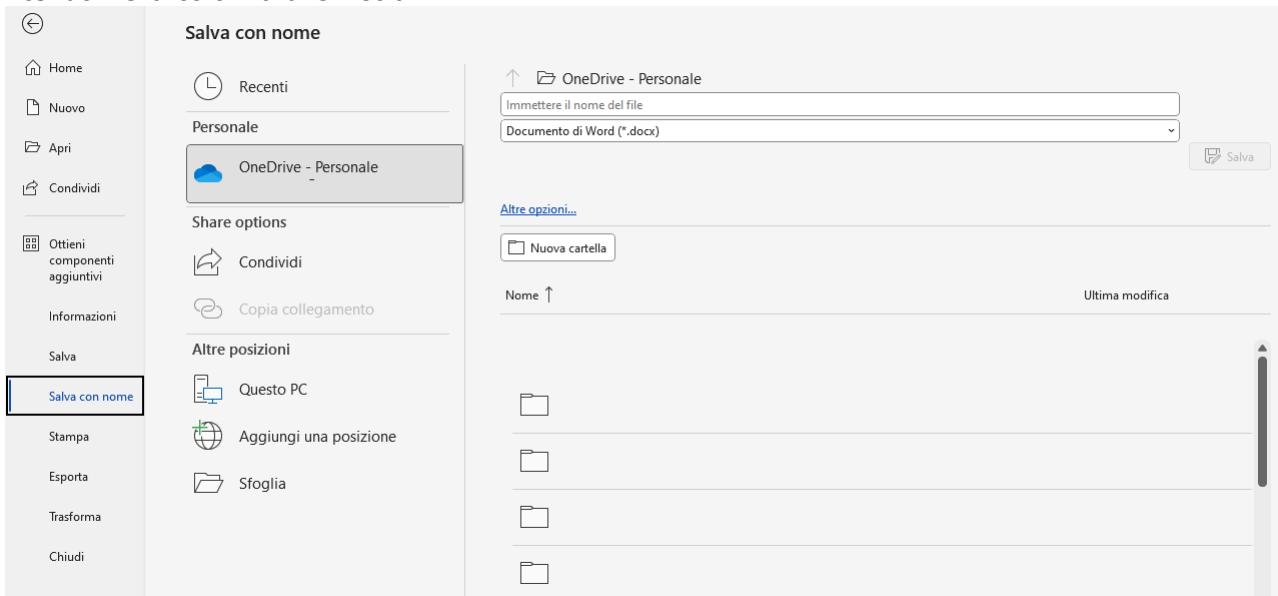 Salva con nome
Home
Nuovo
Apri
Condividi
Ottieni
componenti
aggiuntivi
Informazioni
Salva
Salva con nome
Stampa
Esporta
Trasforma
Chiudi
Recenti
Personale
OneDrive - Personale
Share options
Condividi
Copia collegamento
Altre posizioni
Questo PC
Aggiungi una posizione
Sfoglia
OneDrive - Personale
Immettere il nome del file
Documento di Word (*.docx)
Salva
Altre opzioni...
Nuova cartella
Nome ↑ Ultima modifica